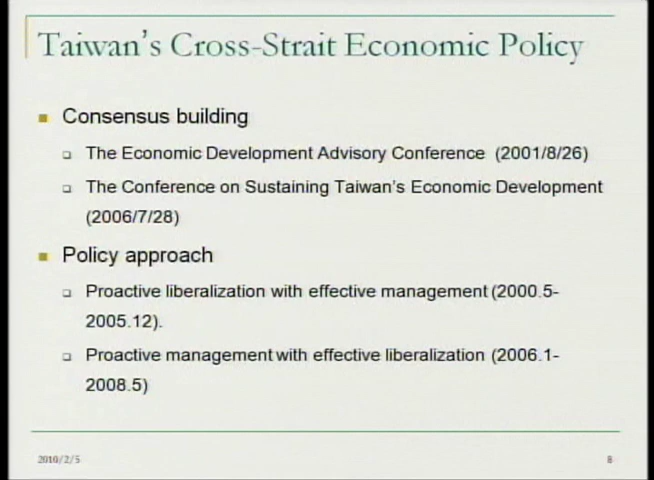 Taiwan's Cross-Strait Economic Policy
Consensus building
The Economic Development Advisory Conference (2001/8/26)
The Conference on Sustaining Taiwan's Economic Development
(2006/7/28)
Policy approach
Proactive liberalization with effective management (2000.5-
2005.12).
Proactive management with effective liberalization (2006.1-
2008.5)
2010/2/5
8